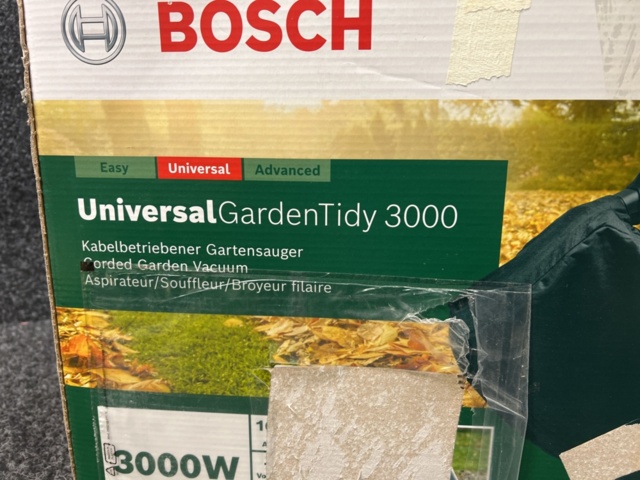 BOSCH
Easy Universal Advanced
UniversalGardenTidy 3000
Kabelbetriebener Gartensauger
Corded Garden Vacuum
Aspirateur/Souffleur/Broyeur filaire
3000W